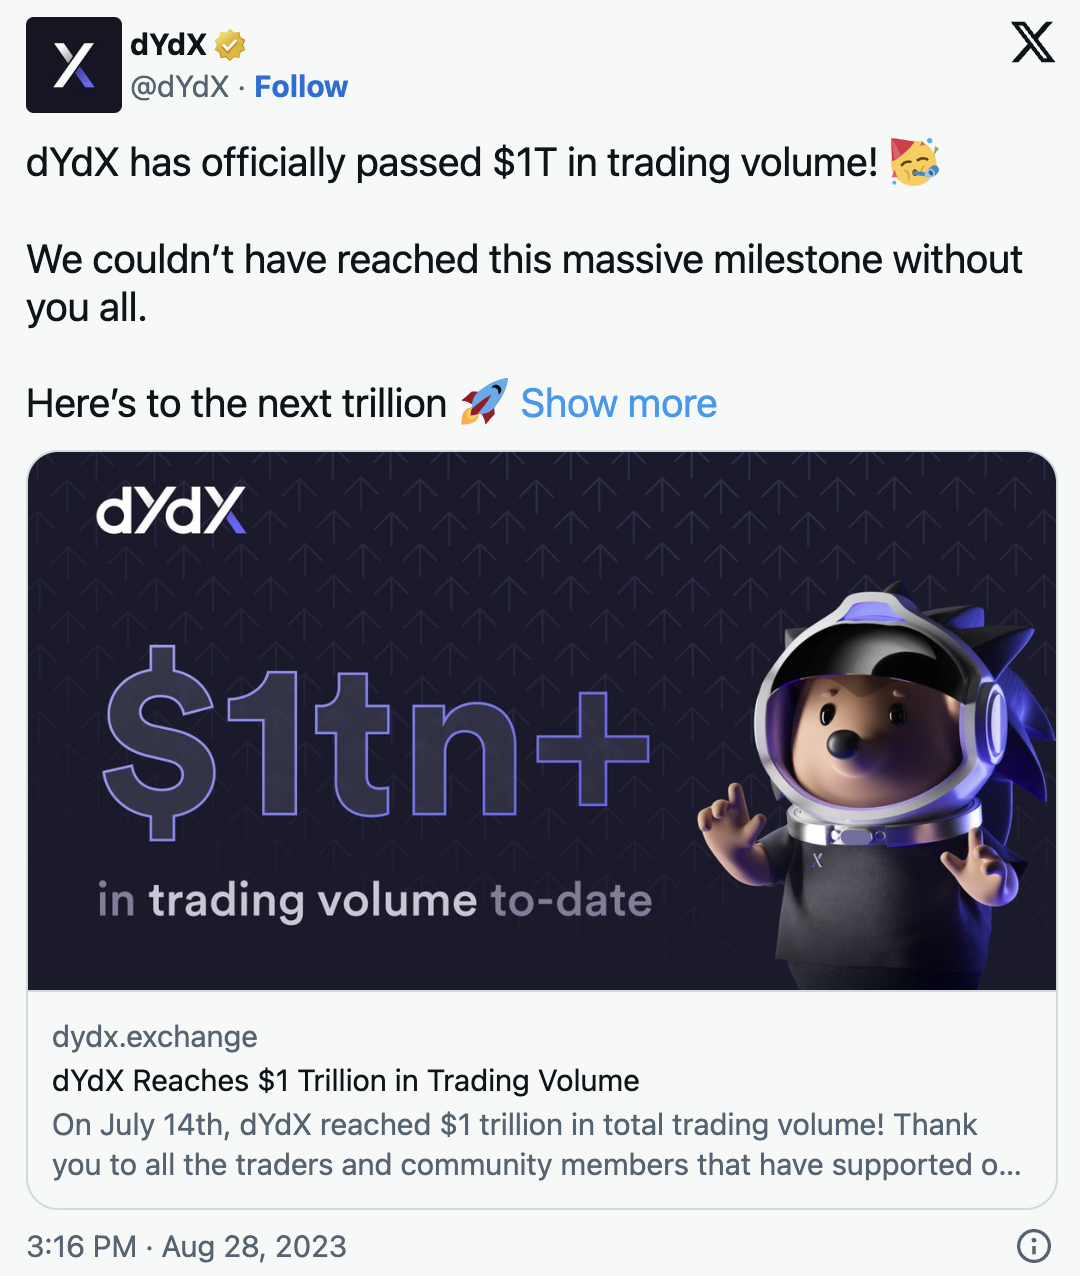 dYdX
@dYdX · Follow
dYdX has officially passed $1T in trading volume! 🥳
We couldn’t have reached this massive milestone without
you all.
Here’s to the next trillion 🚀 Show more
dYdX
$1tn+
in trading volume to-date
X
dydx.exchange
dYdX Reaches $1 Trillion in Trading Volume
On July 14th, dYdX reached $1 trillion in total trading volume! Thank
you to all the traders and community members that have supported o...
3:16 PM · Aug 28, 2023